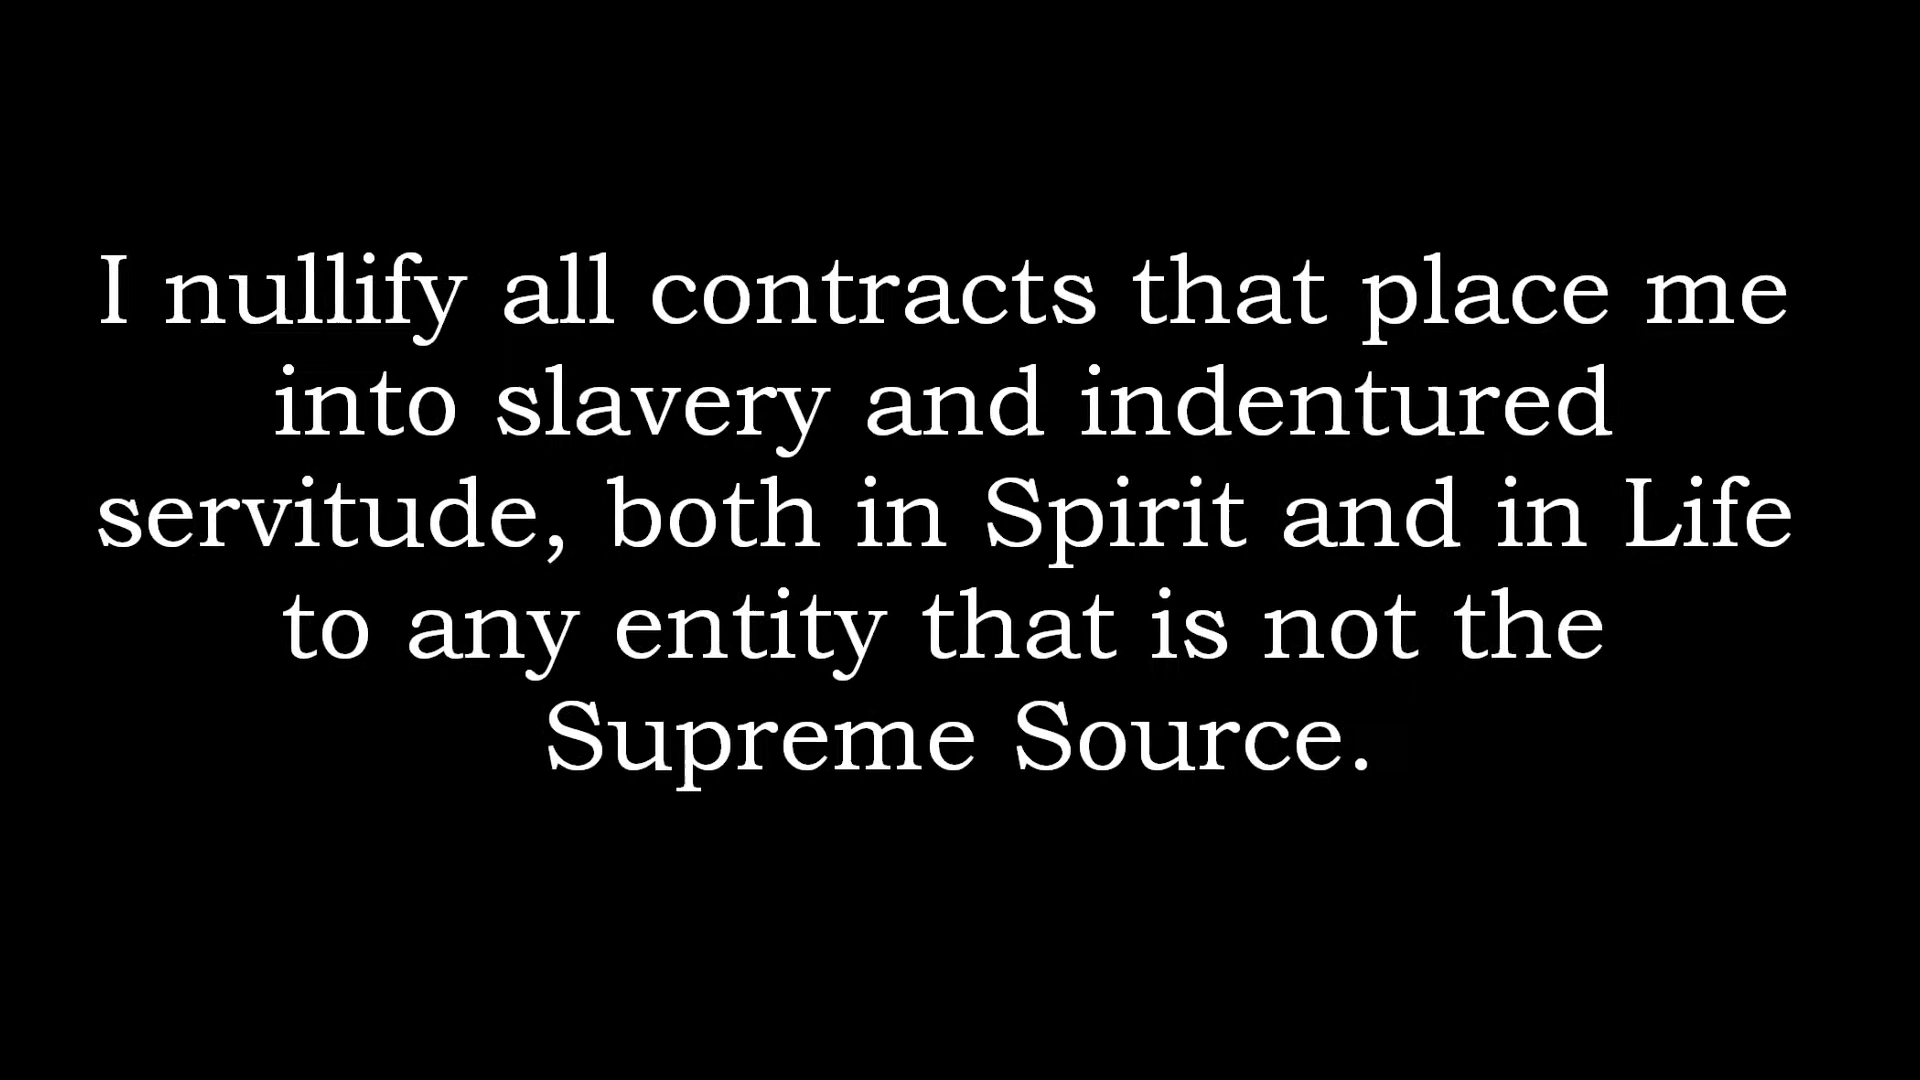 I nullify all contracts that place me
into slavery and indentured
servitude, both in Spirit and in Life
to any entity that is not the
Supreme Source.